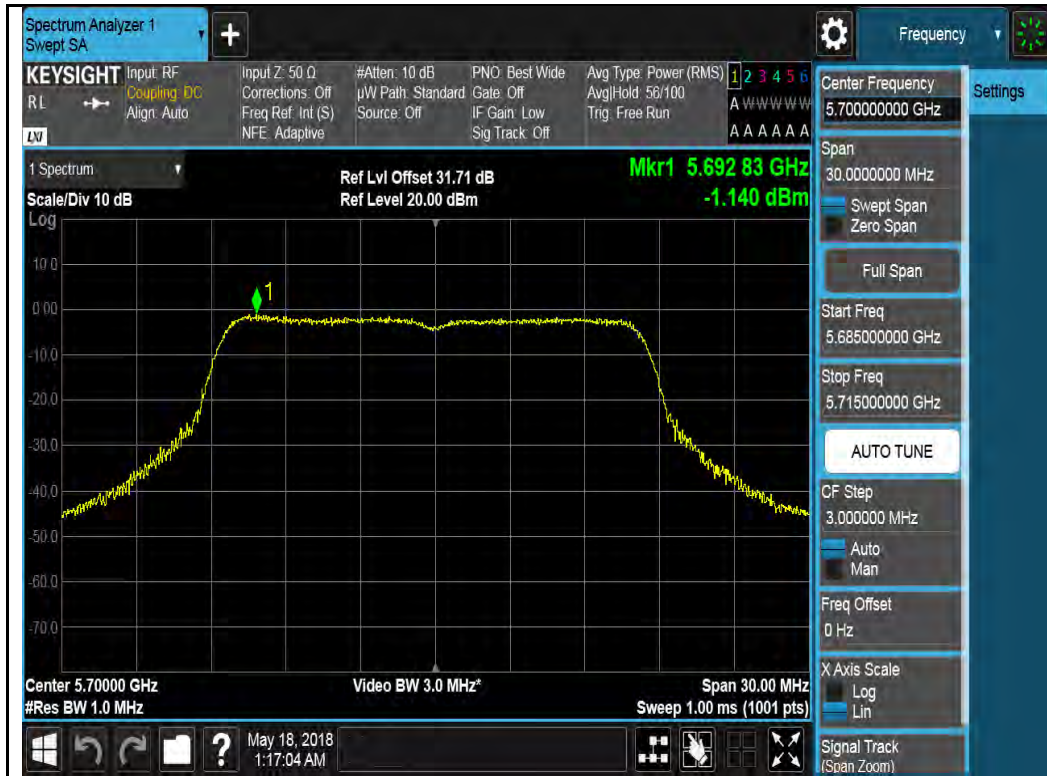 Spectrum Analyzer 1
Swept SA
+
Frequency
KEYSIGHT
RL
LXI
Input: RF
Coupling: DC
Align: Auto
Input Z: 50 Ω
Corrections: Off
Freq Ref: Int (S)
NFE: Adaptive
#Atten: 10 dB
µW Path: Standard
Source: Off
PNO: Best Wide
Gate: Off
IF Gain: Low
Sig Track: Off
Avg Type: Power (RMS)
Avg|Hold: 56/100
Trig: Free Run
1 2 3 4 5 6
A W W W W W
A A A A A A
1 Spectrum
Scale/Div 10 dB
Ref Lvl Offset 31.71 dB
Ref Level 20.00 dBm
Mkr1 5.692 83 GHz
-1.140 dBm
Log
10.0
0.00
-10.0
-20.0
-30.0
-40.0
-50.0
-60.0
-70.0
1
Center 5.70000 GHz
#Res BW 1.0 MHz
Video BW 3.0 MHz*
Span 30.00 MHz
Sweep 1.00 ms (1001 pts)
?
May 18, 2018
1:17:04 AM
Center Frequency
5.700000000 GHz
Settings
Span
30.0000000 MHz
Swept Span
Zero Span
Full Span
Start Freq
5.685000000 GHz
Stop Freq
5.715000000 GHz
AUTO TUNE
CF Step
3.000000 MHz
Auto
Man
Freq Offset
0 Hz
X Axis Scale
Log
Lin
Signal Track
(Span Zoom)